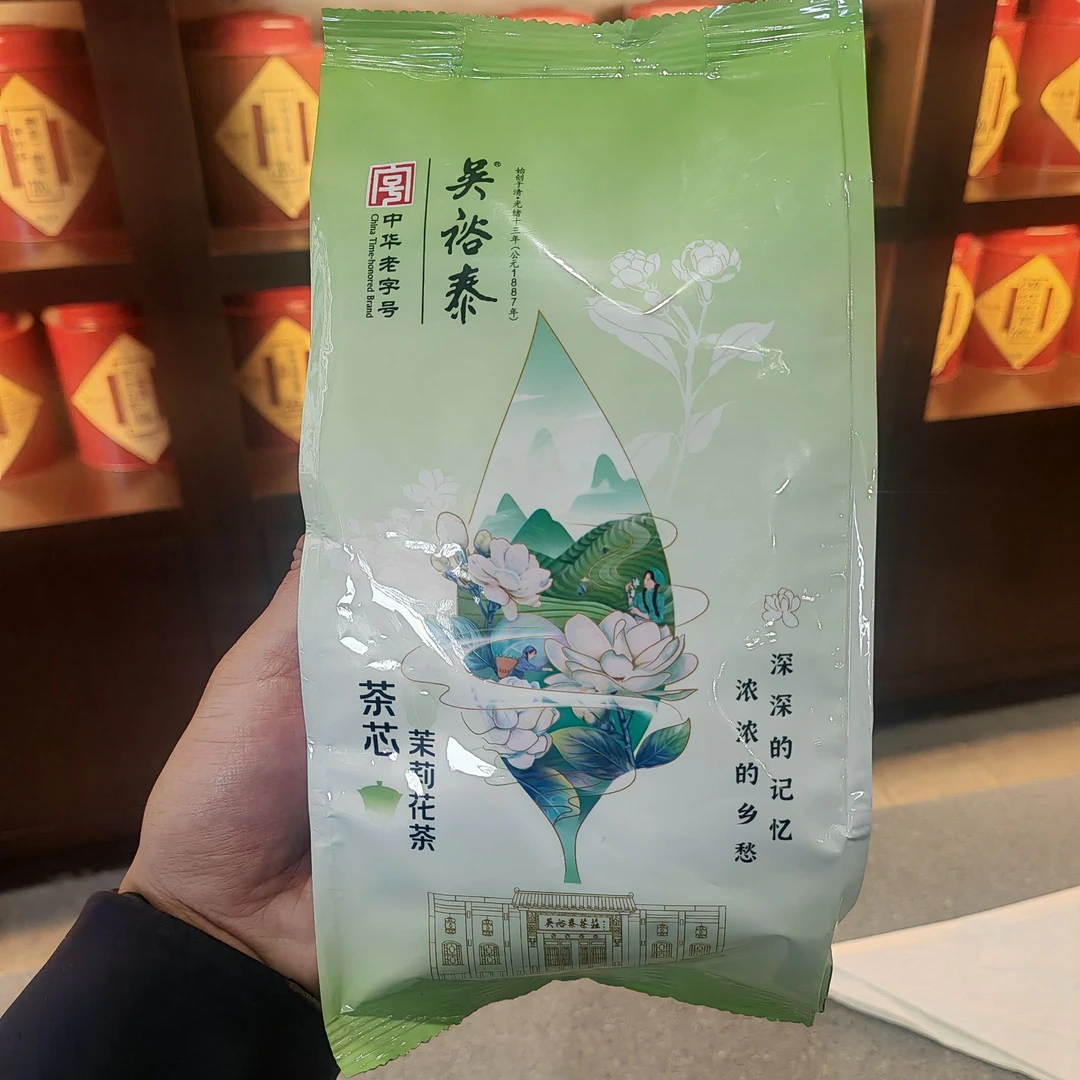 中华老字号
China Time-honored Brand
吴裕泰®
始创于清·光绪十三年(公元1887年)
茶芯
茉莉花茶
深深的记忆
浓浓的乡愁
吴裕泰茶莊